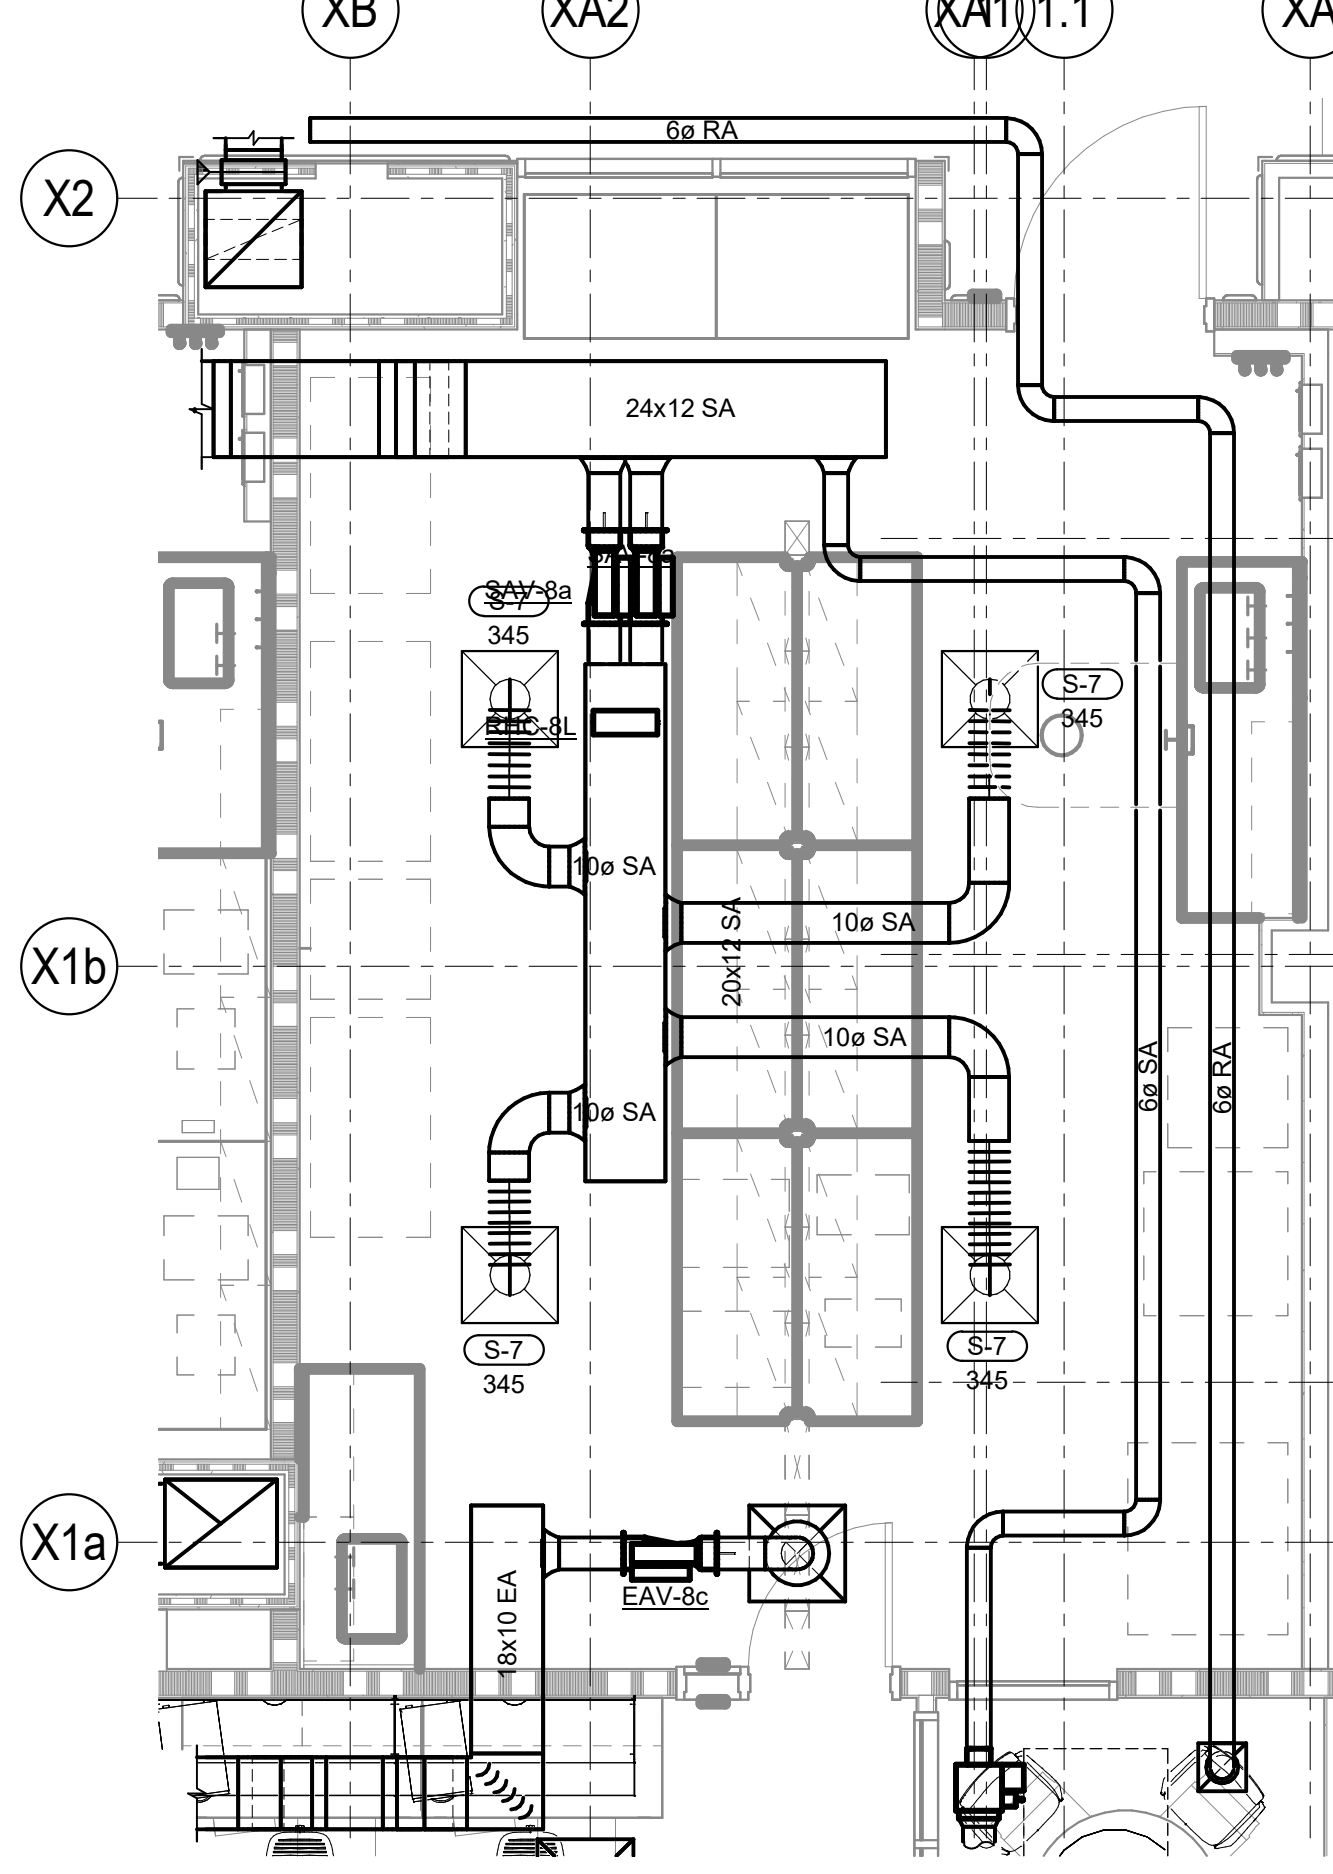 XB
XA2
XA1
1.1
XA
6ø RA
X2
24x12 SA
SAV-8a
S-7
345
S-7
345
RHC-8L
10ø SA
20x12 SA
10ø SA
X1b
10ø SA
6ø SA
6ø RA
10ø SA
S-7
345
S-7
345
X1a
18x10 EA
EAV-8c